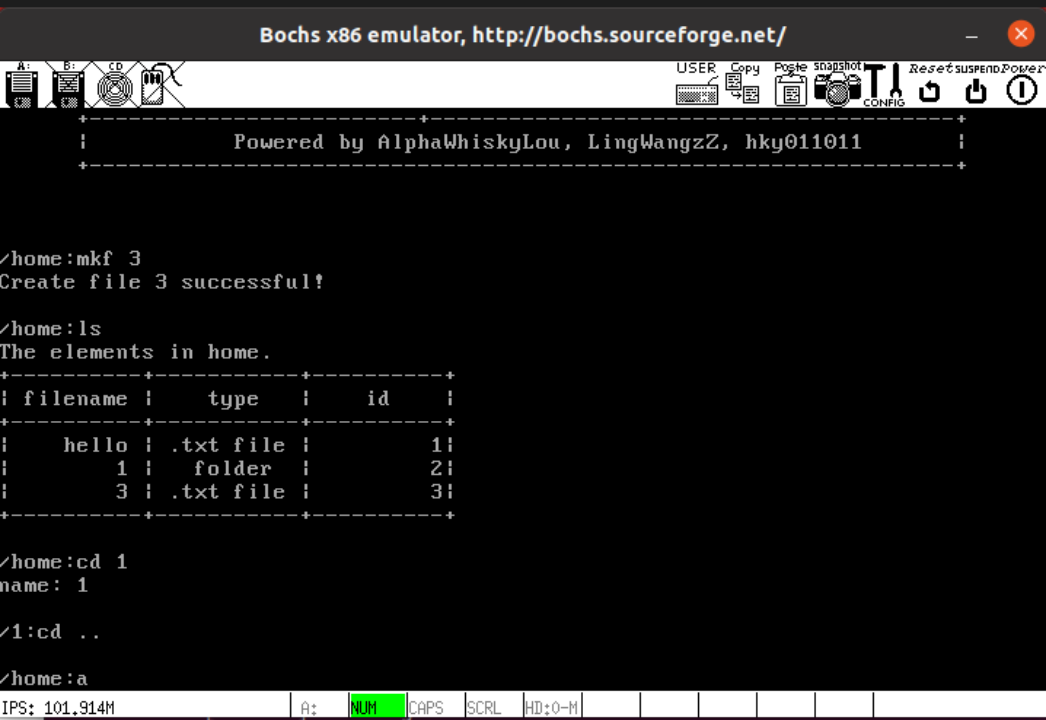 Bochs x86 emulator, http://bochs.sourceforge.net/
A: B: CD USER Copy Poste snapshot CONFIG Reset SUSPEND Power
+-------------------------+----------------------------------------+
| Powered by AlphaWhiskyLou, LingWangzZ, hky011011 |
+------------------------------------------------------------------+
/home:mkf 3
Create file 3 successful!
/home:ls
The elements in home.
+----------+-----------+----------+
| filename | type | id |
+----------+-----------+----------+
| hello | .txt file | 1|
| 1 | folder | 2|
| 3 | .txt file | 3|
+----------+-----------+----------+
/home:cd 1
name: 1
/1:cd ..
/home:a
IPS: 101.914M A: NUM CAPS SCRL HD:0-M